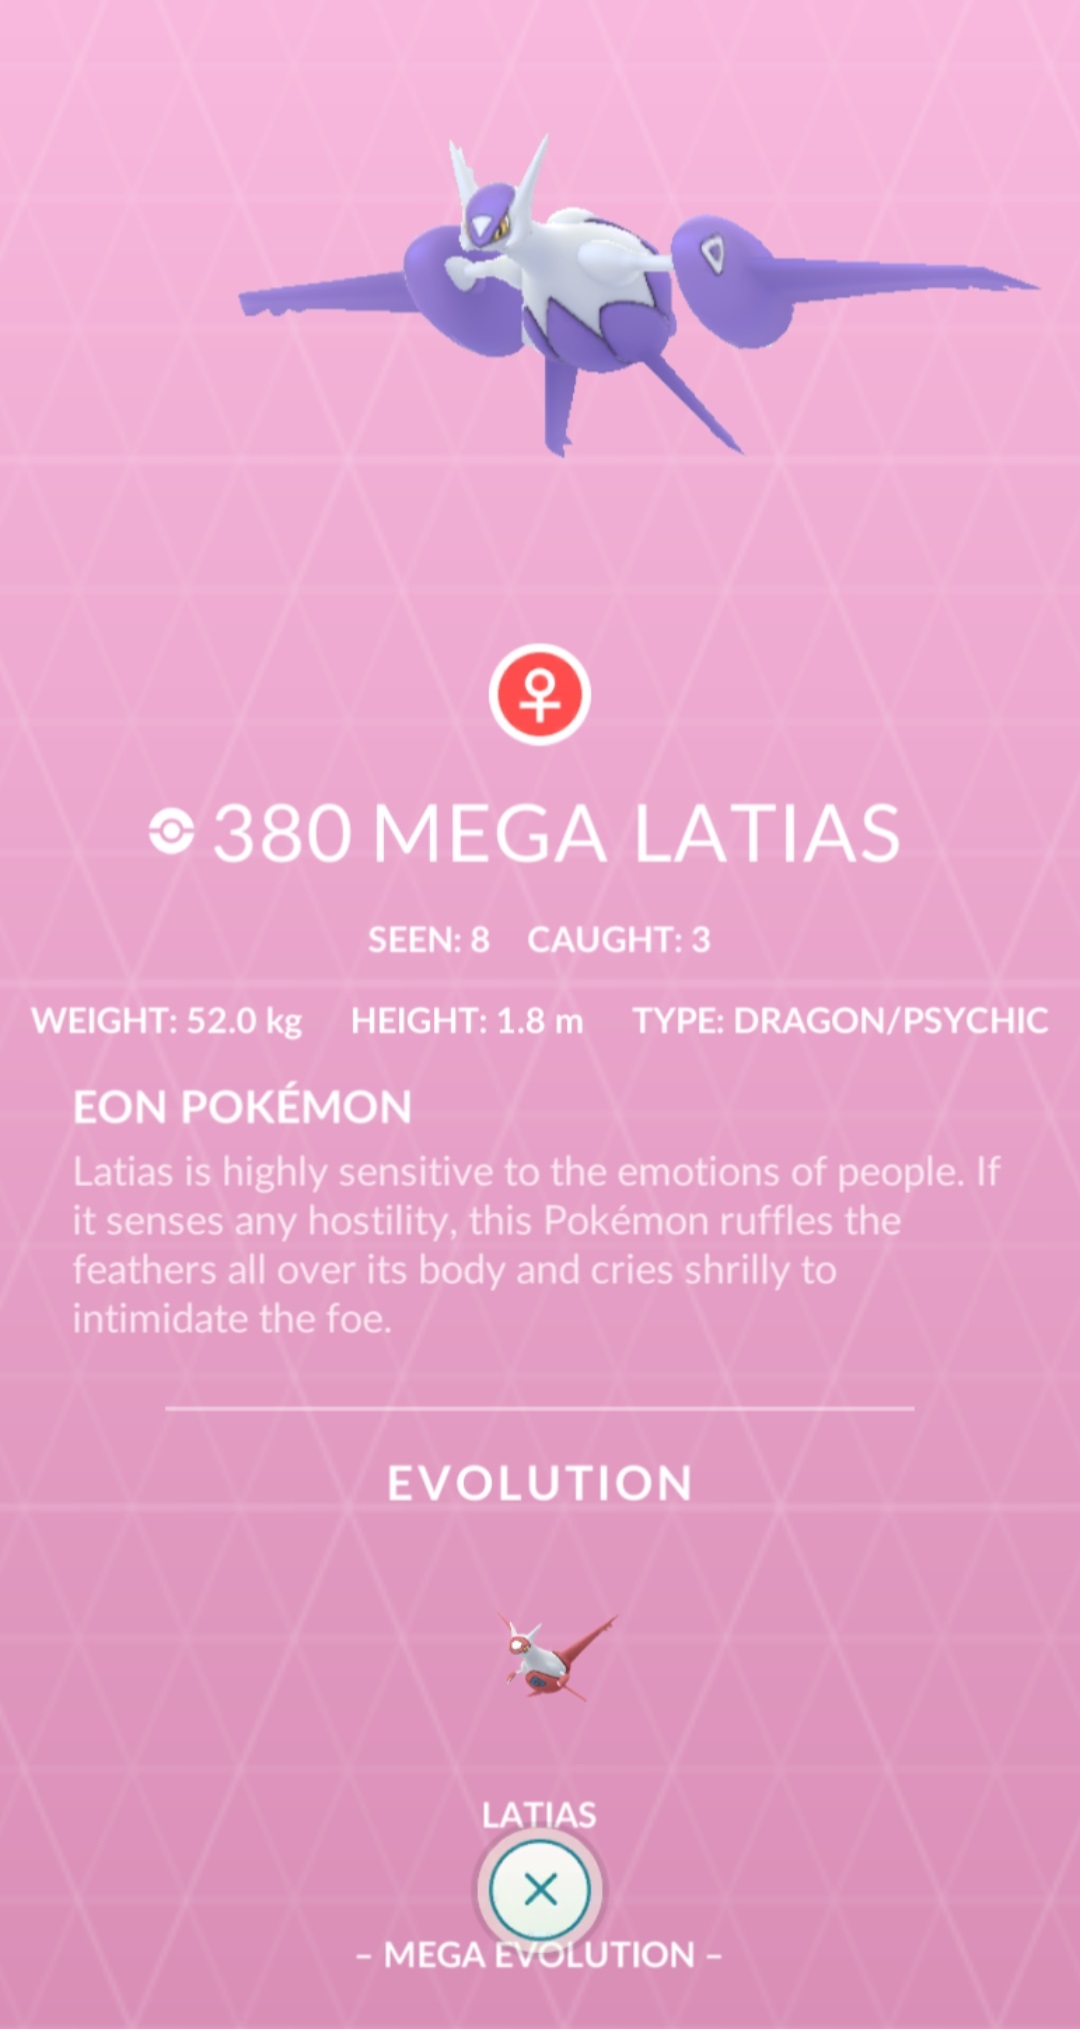 380 MEGA LATIAS
SEEN: 8 CAUGHT: 3
WEIGHT: 52.0 kg HEIGHT: 1.8 m TYPE: DRAGON/PSYCHIC
EON POKÉMON
Latias is highly sensitive to the emotions of people. If
it senses any hostility, this Pokémon ruffles the
feathers all over its body and cries shrilly to
intimidate the foe.
EVOLUTION
LATIAS
– MEGA EVOLUTION –